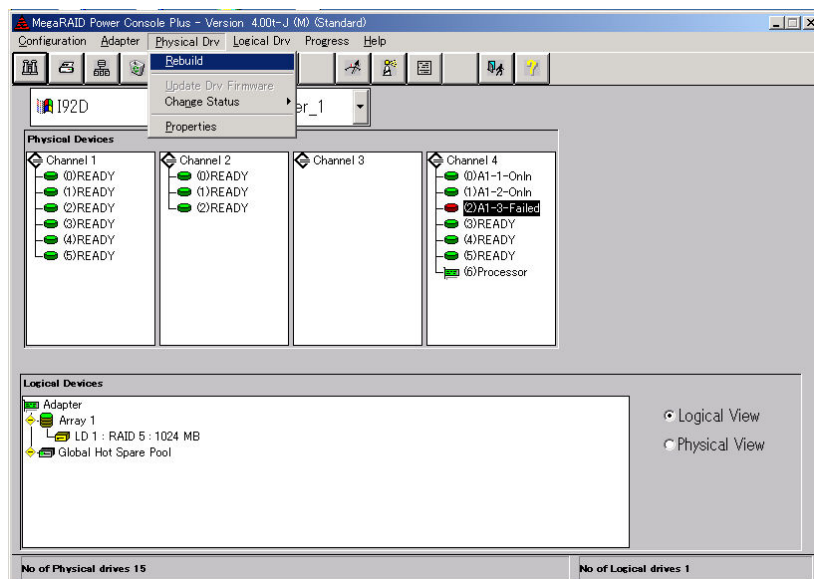 MegaRAID Power Console Plus - Version 4.00t-J (M) (Standard)
Configuration Adapter Physical Drv Logical Drv Progress Help
Rebuild
Update Drv Firmware
Change Status
Properties
I92D
er_1
Physical Devices
Channel 1
(0)READY
(1)READY
(2)READY
(3)READY
(4)READY
(5)READY
Channel 2
(0)READY
(1)READY
(2)READY
Channel 3
Channel 4
(0)A1-1-Onln
(1)A1-2-Onln
(2)A1-3-Failed
(3)READY
(4)READY
(5)READY
(6)Processor
Logical Devices
Adapter
Array 1
LD 1 : RAID 5 : 1024 MB
Global Hot Spare Pool
Logical View
Physical View
No of Physical drives 15
No of Logical drives 1